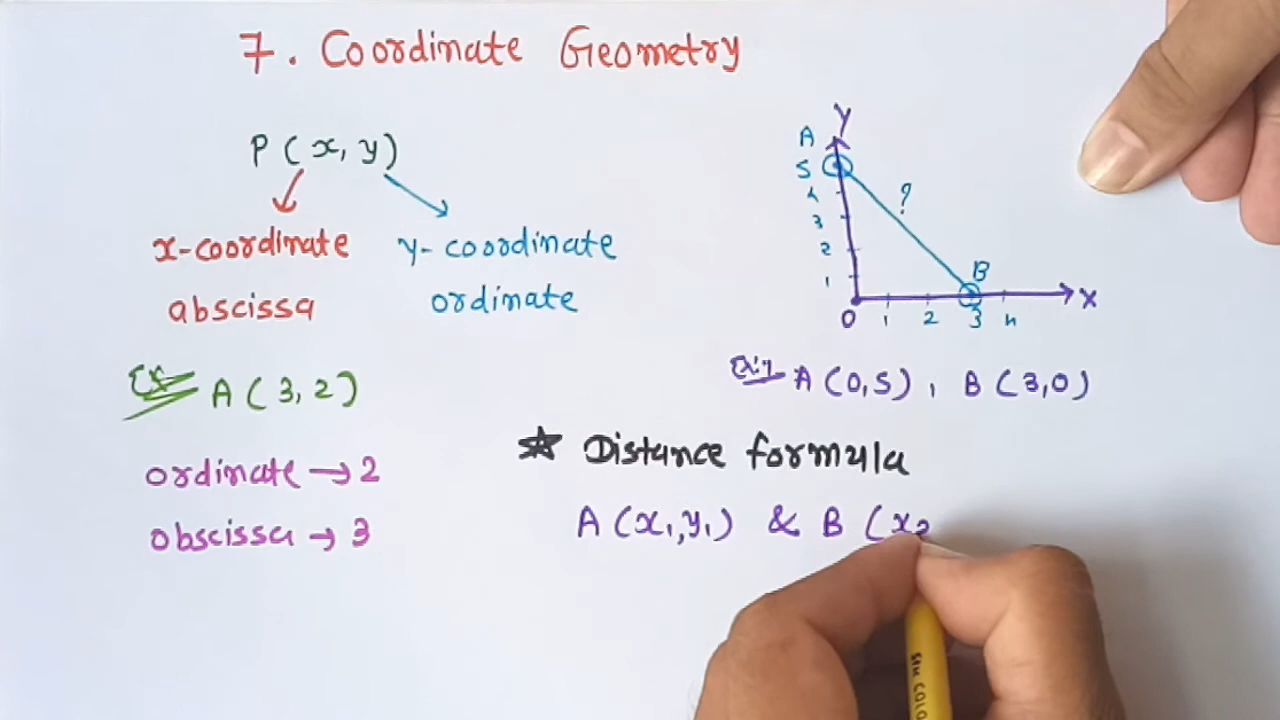 7. Coordinate Geometry
P (x, y)
x-coordinate
abscissa
y-coordinate
ordinate
Y
A
5
4
3
2
1
?
B
0 1 2 3 4 X
Ex A (3, 2)
ordinate → 2
obscissa → 3
Ex:- A (0,5), B (3,0)
☆ Distance formula
A (x₁,y₁) & B (x₂